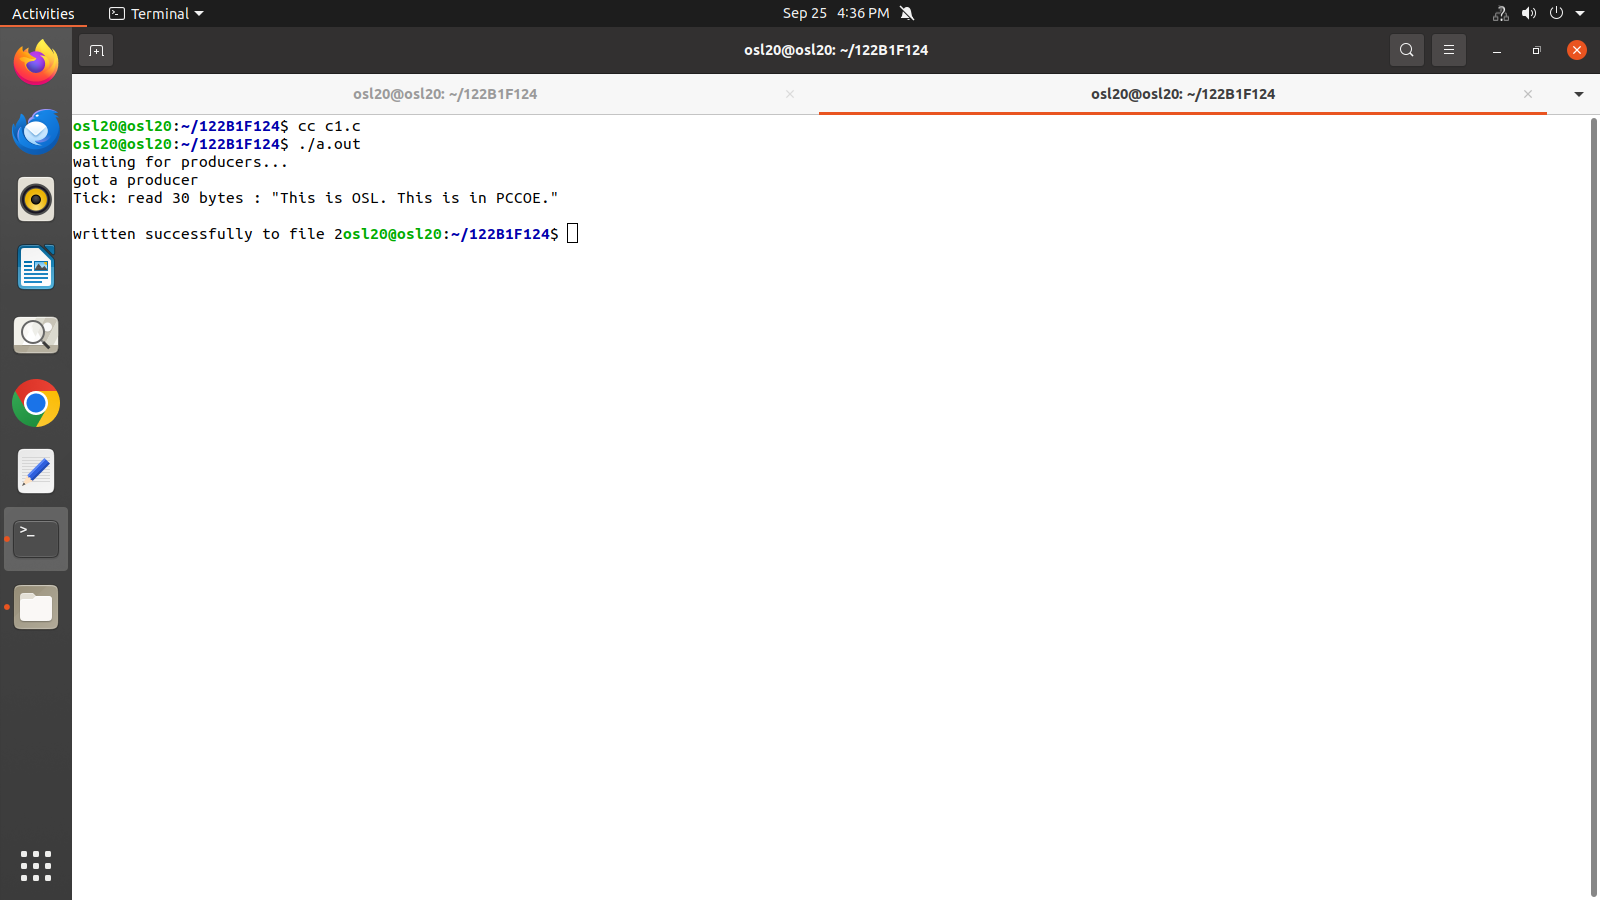 Activities Terminal Sep 25 4:36 PM
osl20@osl20: ~/122B1F124
osl20@osl20: ~/122B1F124 osl20@osl20: ~/122B1F124
osl20@osl20:~/122B1F124$ cc c1.c
osl20@osl20:~/122B1F124$ ./a.out
waiting for producers...
got a producer
Tick: read 30 bytes : "This is OSL. This is in PCCOE."
written successfully to file 2osl20@osl20:~/122B1F124$